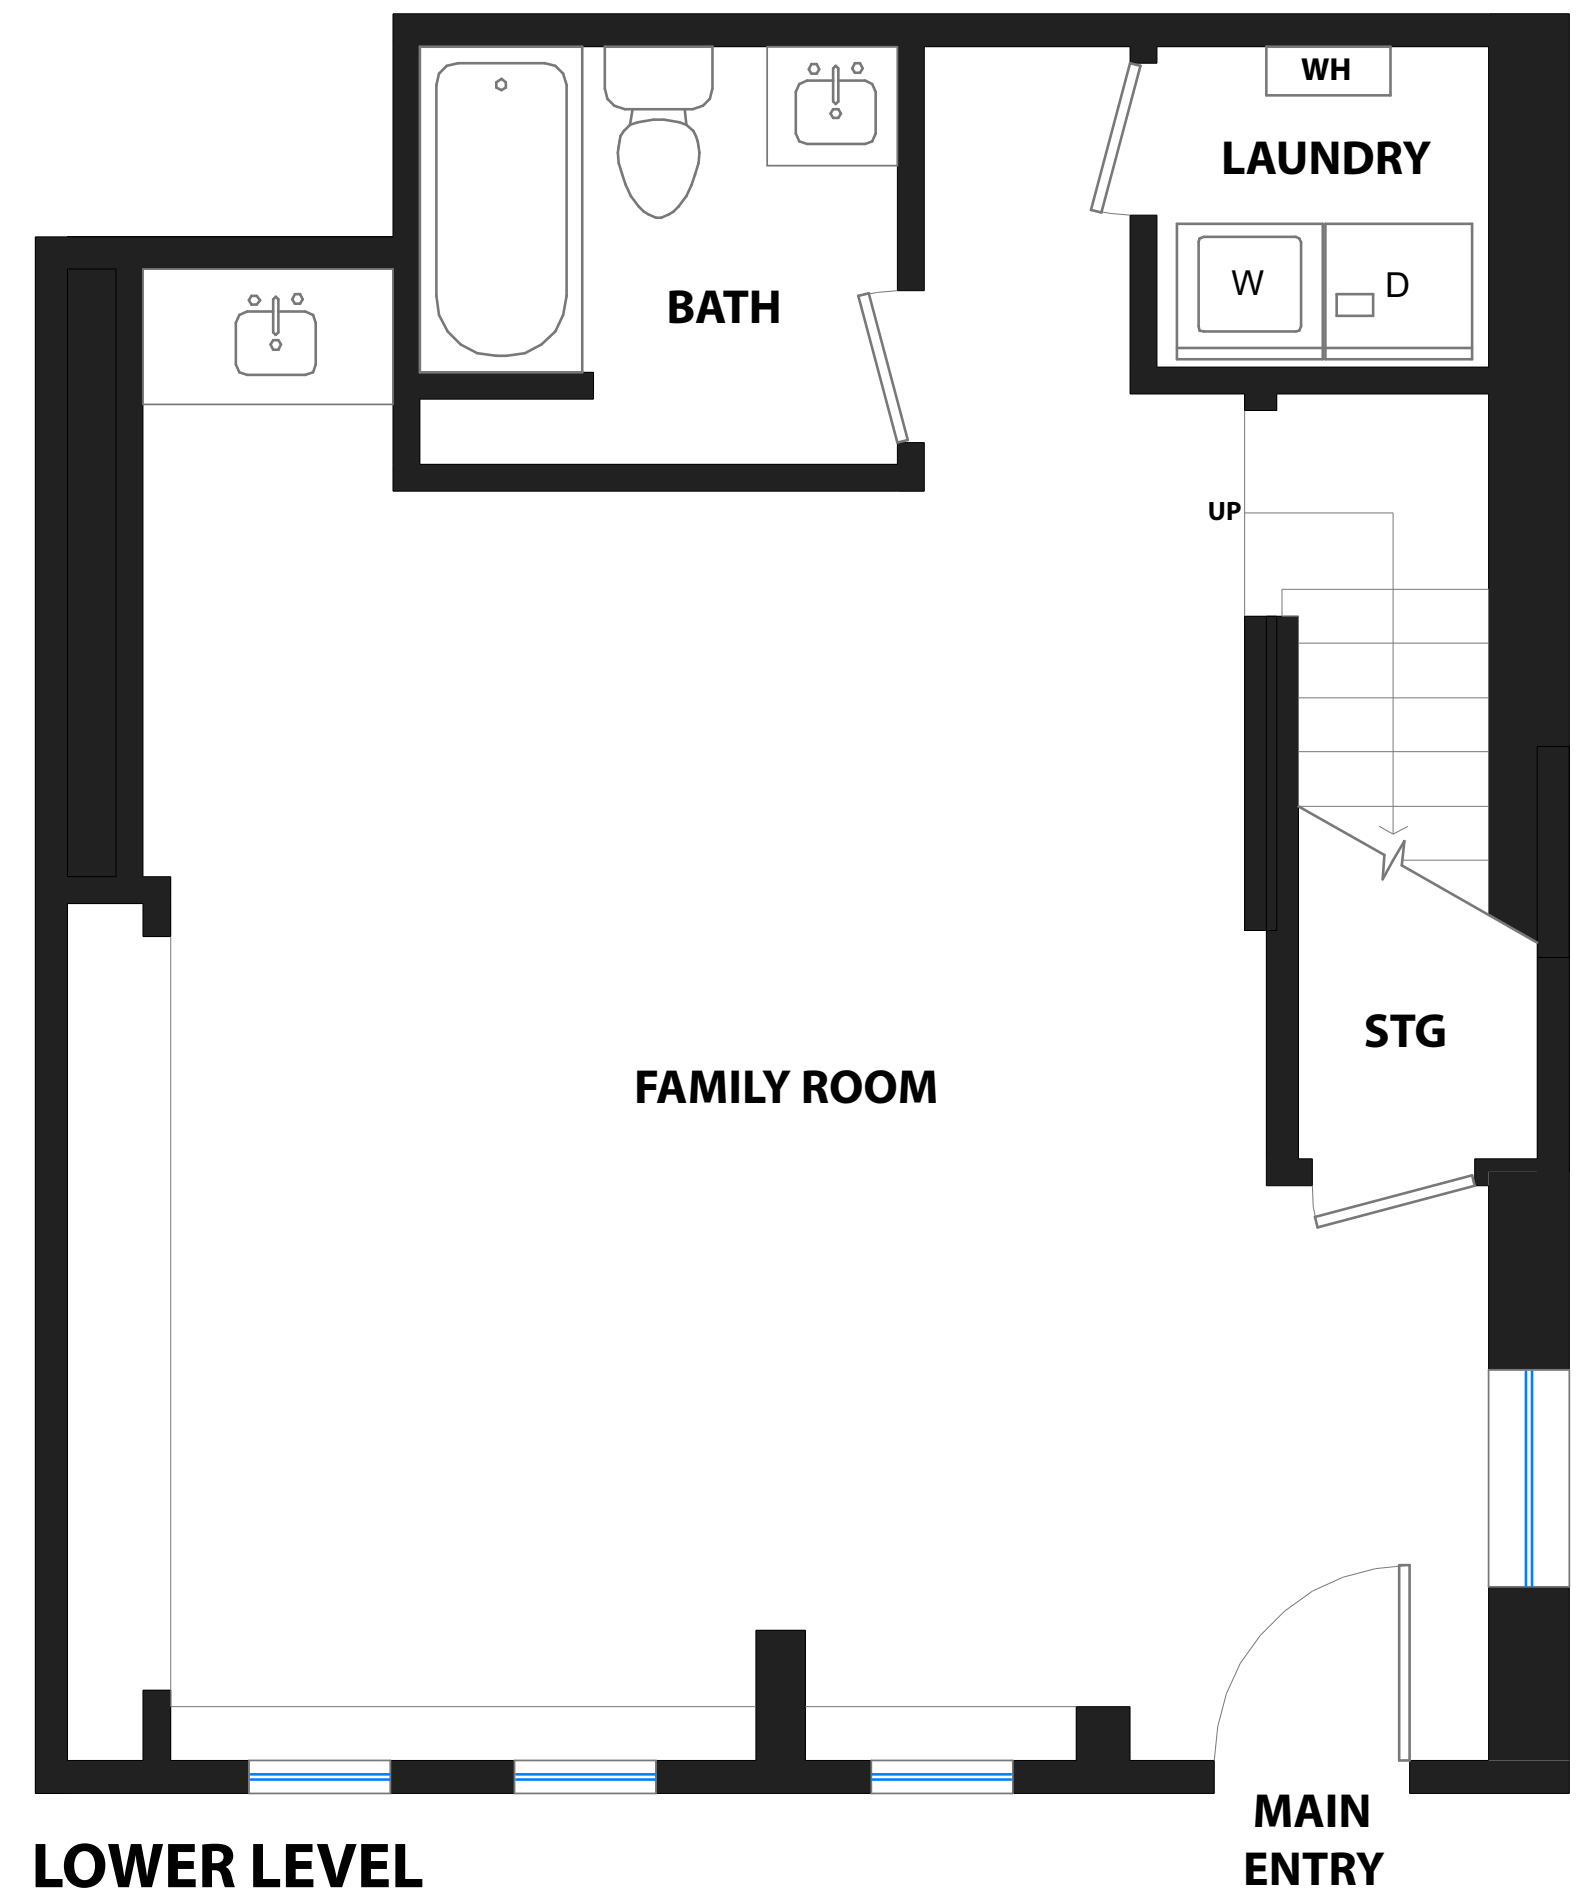 WH
LAUNDRY
W
D
BATH
UP
STG
FAMILY ROOM
MAIN
ENTRY
LOWER LEVEL